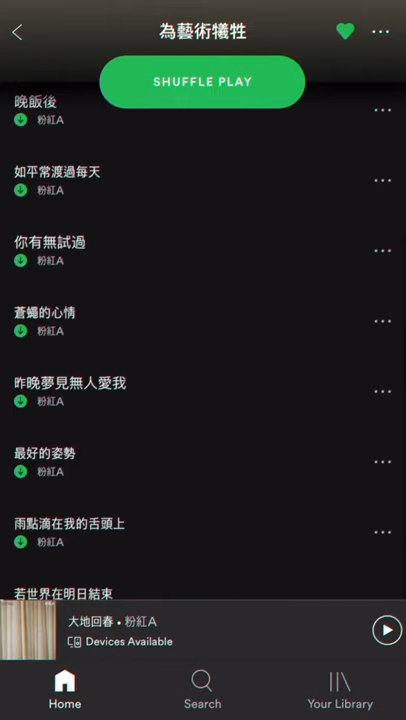 為藝術犧牲
SHUFFLE PLAY
晚飯後
粉紅A
如平常渡過每天
粉紅A
你有無試過
粉紅A
蒼蠅的心情
粉紅A
昨晚夢見無人愛我
粉紅A
最好的姿勢
粉紅A
雨點滴在我的舌頭上
粉紅A
若世界在明日結束
大地回春 • 粉紅A
Devices Available
Home
Search
Your Library